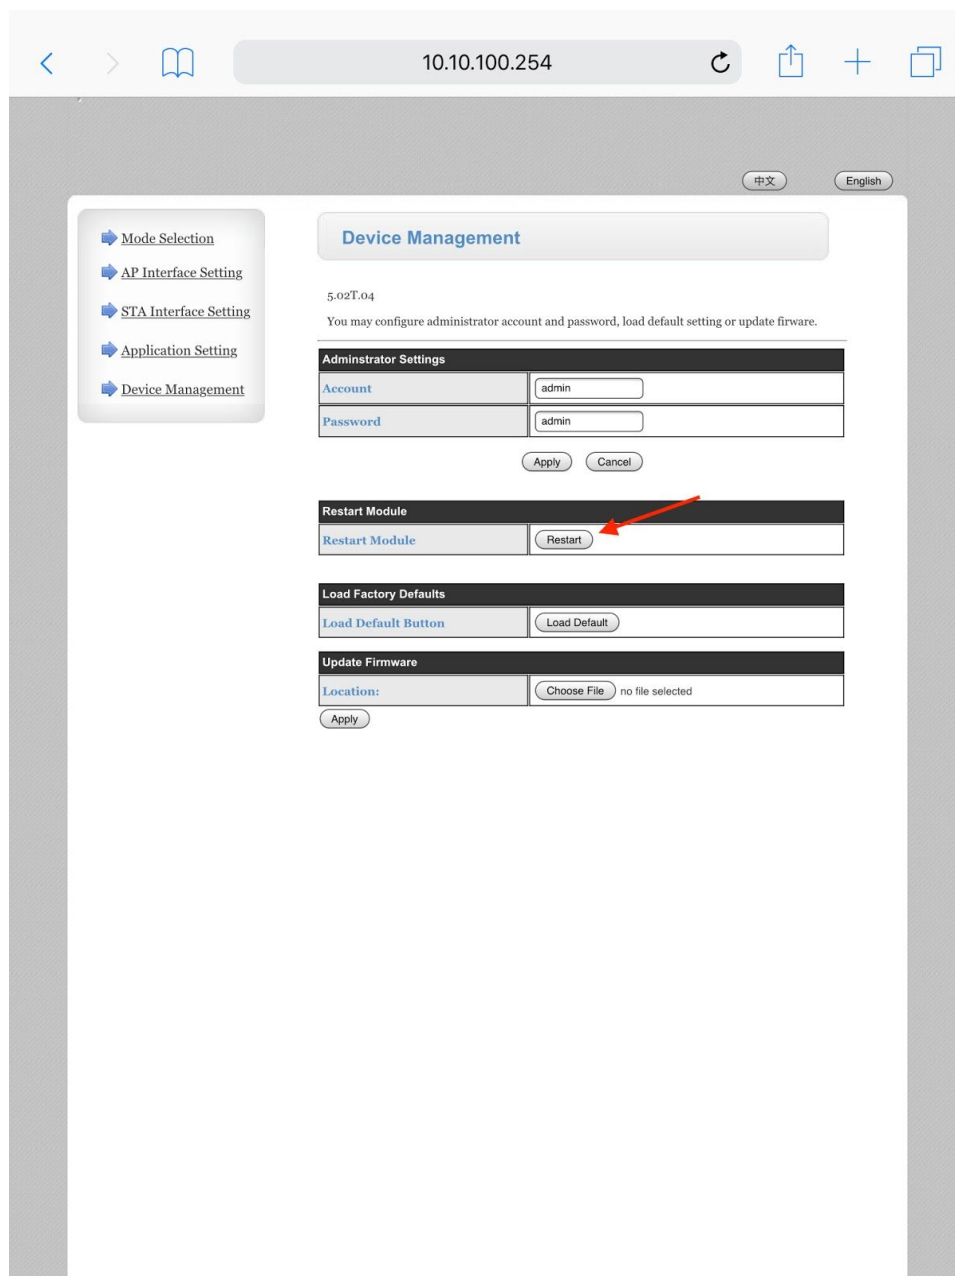 10.10.100.254
中文 English
Mode Selection
AP Interface Setting
STA Interface Setting
Application Setting
Device Management
Device Management
5.02T.04
You may configure administrator account and password, load default setting or update firware.
Adminstrator Settings
Account admin
Password admin
Apply Cancel
Restart Module
Restart Module Restart
Load Factory Defaults
Load Default Button Load Default
Update Firmware
Location: Choose File no file selected
Apply